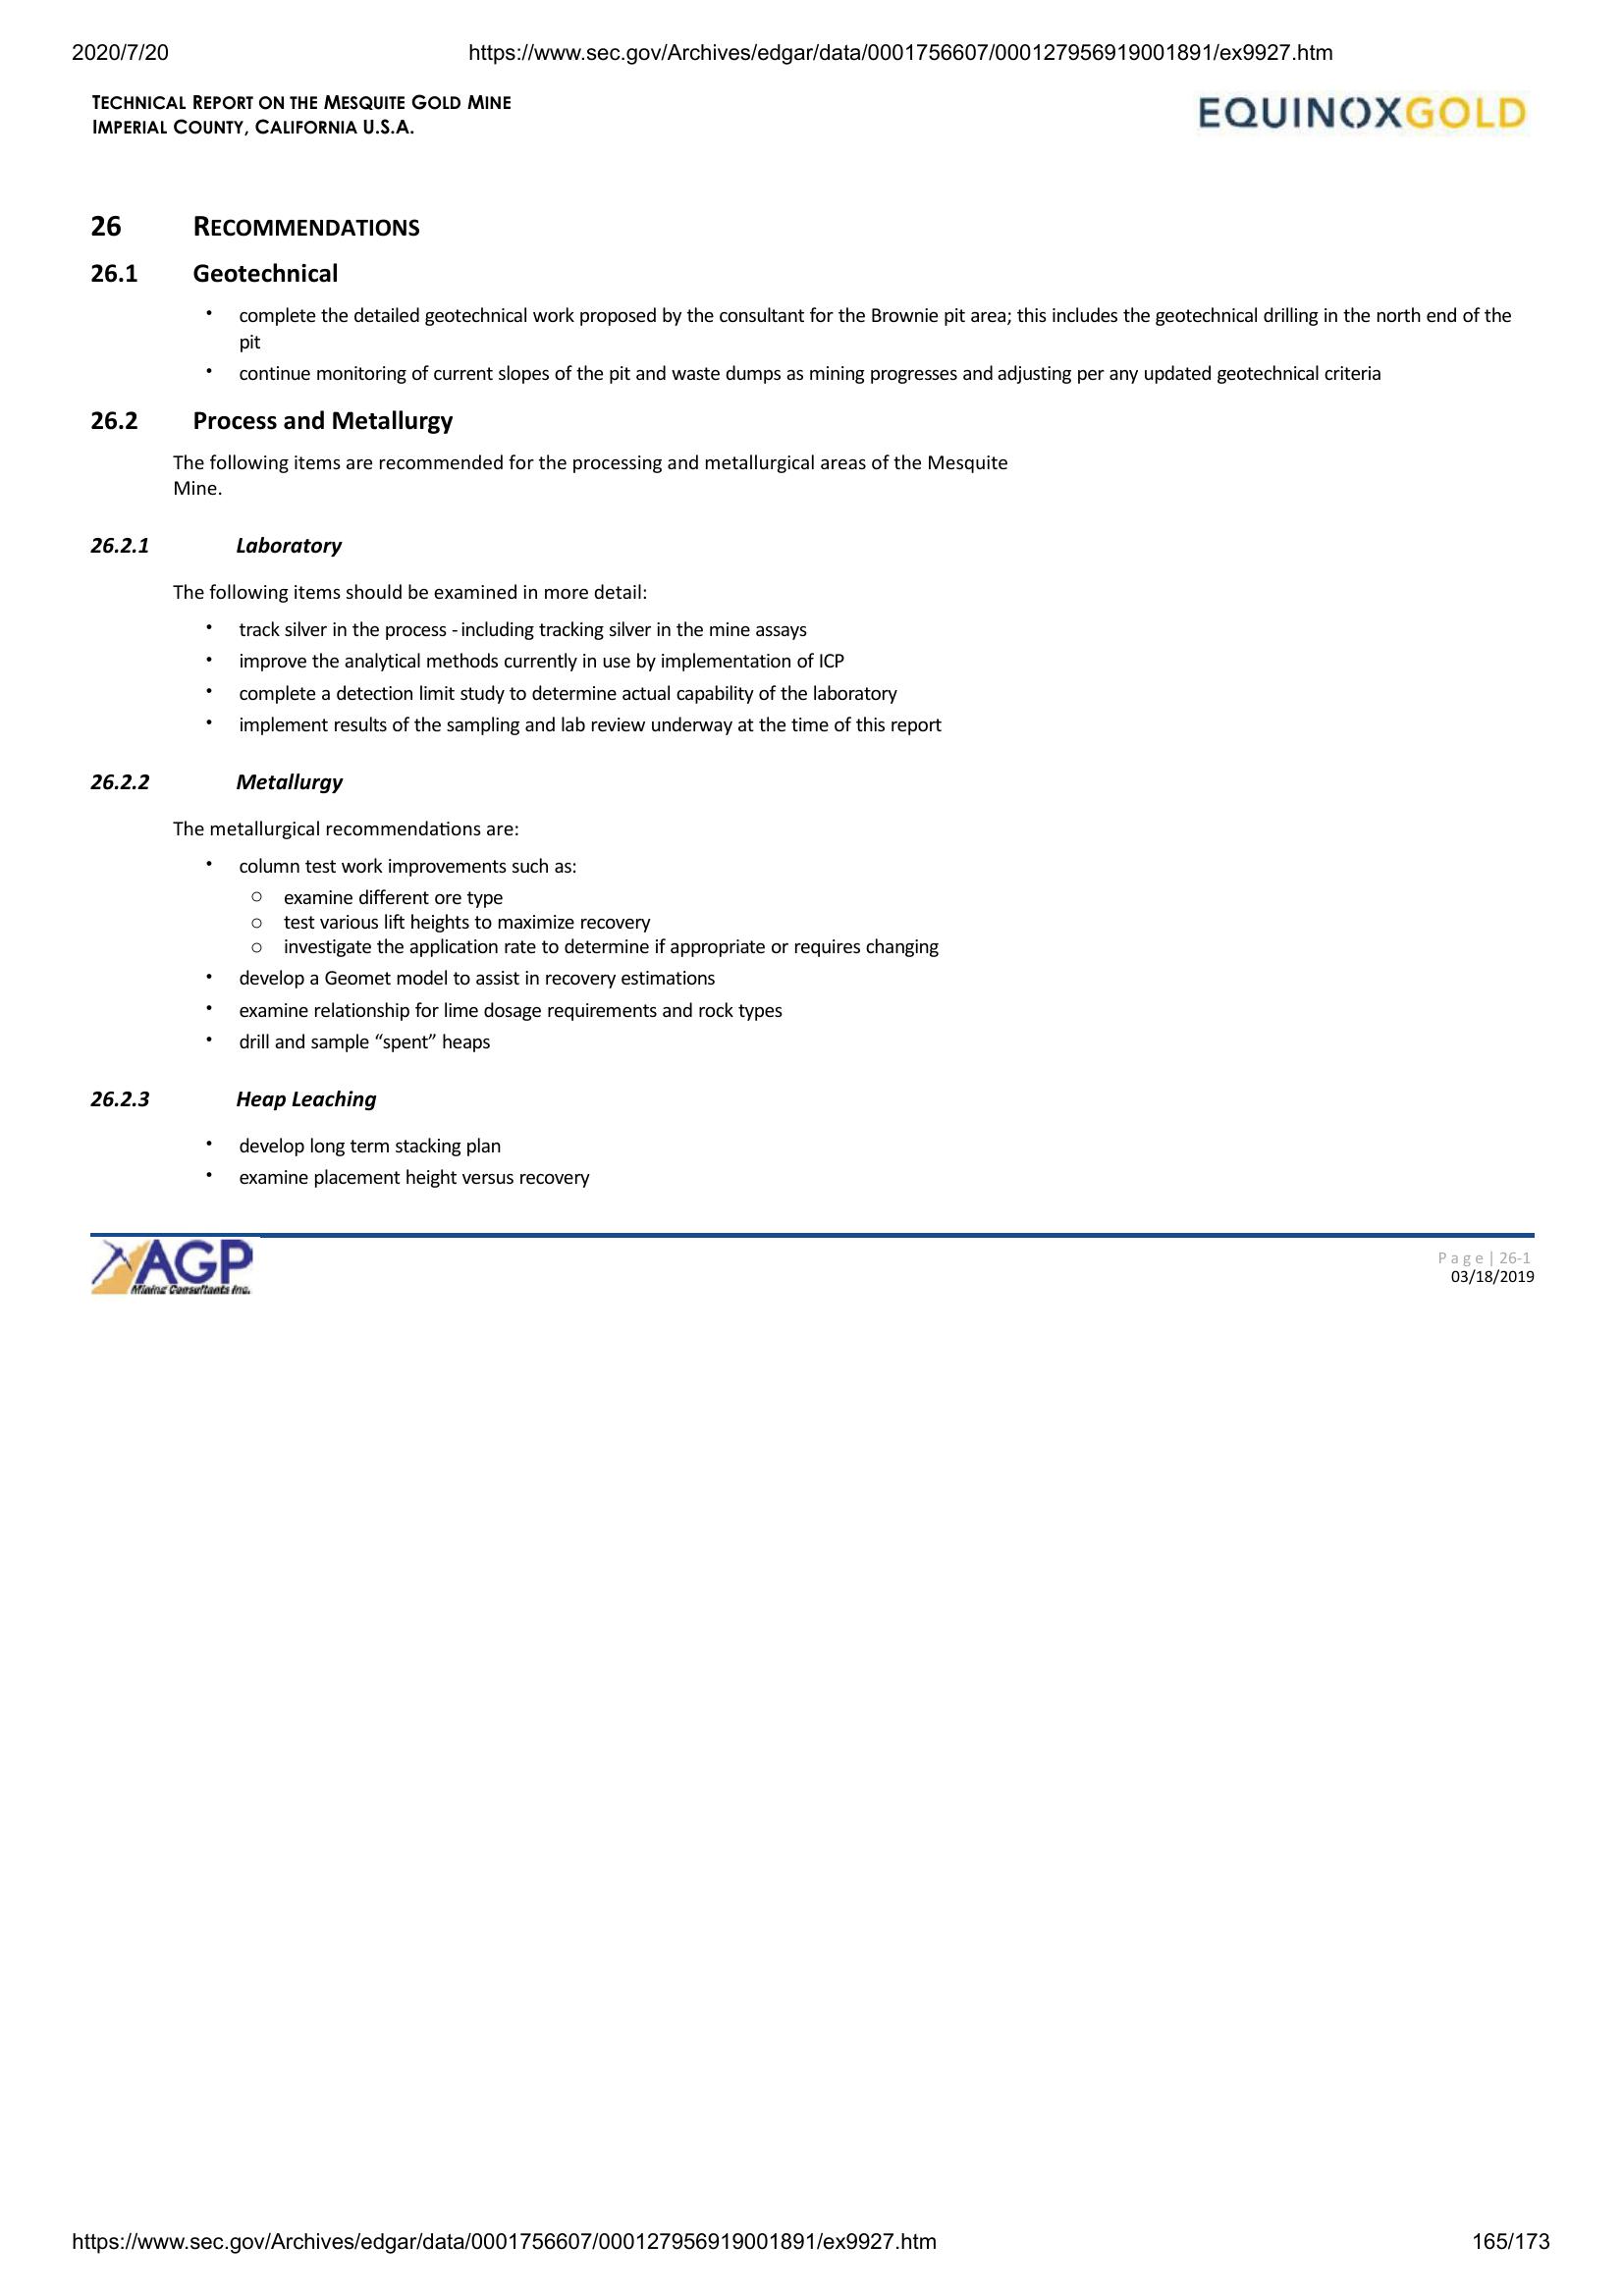 2020/7/20 https://www.sec.gov/Archives/edgar/data/0001756607/000127956919001891/ex9927.htm
TECHNICAL REPORT ON THE MESQUITE GOLD MINE
IMPERIAL COUNTY, CALIFORNIA U.S.A.
EQUINOXGOLD
26 RECOMMENDATIONS
26.1 Geotechnical
• complete the detailed geotechnical work proposed by the consultant for the Brownie pit area; this includes the geotechnical drilling in the north end of the
pit
• continue monitoring of current slopes of the pit and waste dumps as mining progresses and adjusting per any updated geotechnical criteria
26.2 Process and Metallurgy
The following items are recommended for the processing and metallurgical areas of the Mesquite
Mine.
26.2.1 Laboratory
The following items should be examined in more detail:
• track silver in the process - including tracking silver in the mine assays
• improve the analytical methods currently in use by implementation of ICP
• complete a detection limit study to determine actual capability of the laboratory
• implement results of the sampling and lab review underway at the time of this report
26.2.2 Metallurgy
The metallurgical recommendations are:
• column test work improvements such as:
○ examine different ore type
○ test various lift heights to maximize recovery
○ investigate the application rate to determine if appropriate or requires changing
• develop a Geomet model to assist in recovery estimations
• examine relationship for lime dosage requirements and rock types
• drill and sample “spent” heaps
26.2.3 Heap Leaching
• develop long term stacking plan
• examine placement height versus recovery
AGP
Mining Consultants Inc.
Page | 26-1
03/18/2019
https://www.sec.gov/Archives/edgar/data/0001756607/000127956919001891/ex9927.htm 165/173